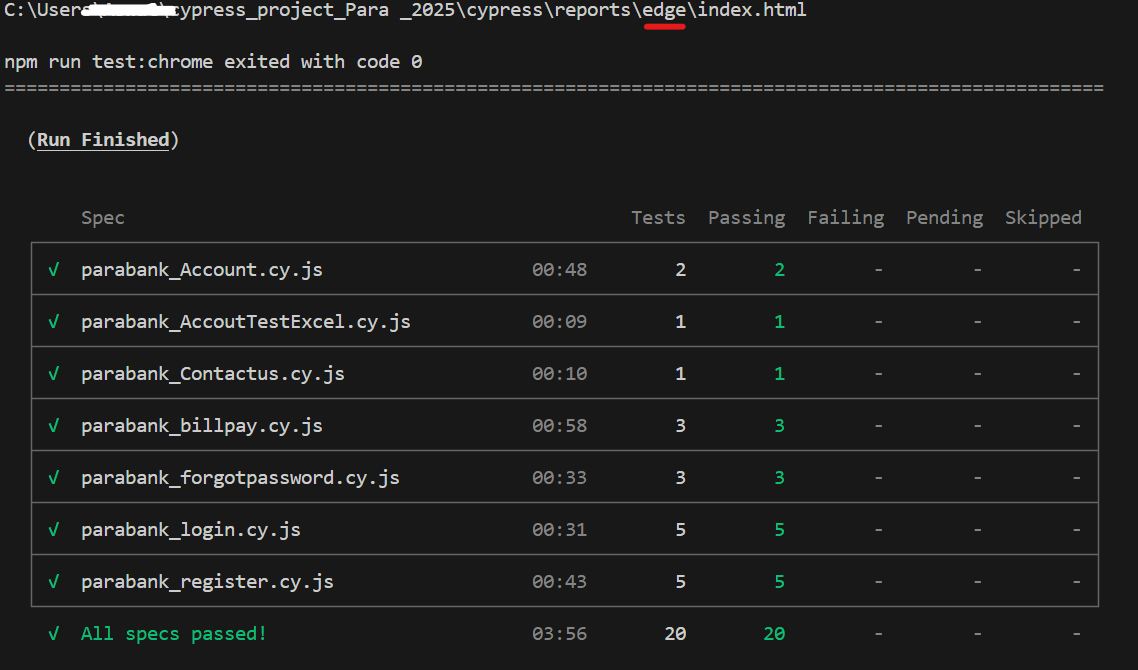 C:\Users\ \cypress_project_Para _2025\cypress\reports\edge\index.html
npm run test:chrome exited with code 0
====================================================================================================
(Run Finished)
Spec Tests Passing Failing Pending Skipped
√ parabank_Account.cy.js 00:48 2 2 - - -
√ parabank_AccoutTestExcel.cy.js 00:09 1 1 - - -
√ parabank_Contactus.cy.js 00:10 1 1 - - -
√ parabank_billpay.cy.js 00:58 3 3 - - -
√ parabank_forgotpassword.cy.js 00:33 3 3 - - -
√ parabank_login.cy.js 00:31 5 5 - - -
√ parabank_register.cy.js 00:43 5 5 - - -
√ All specs passed! 03:56 20 20 - - -